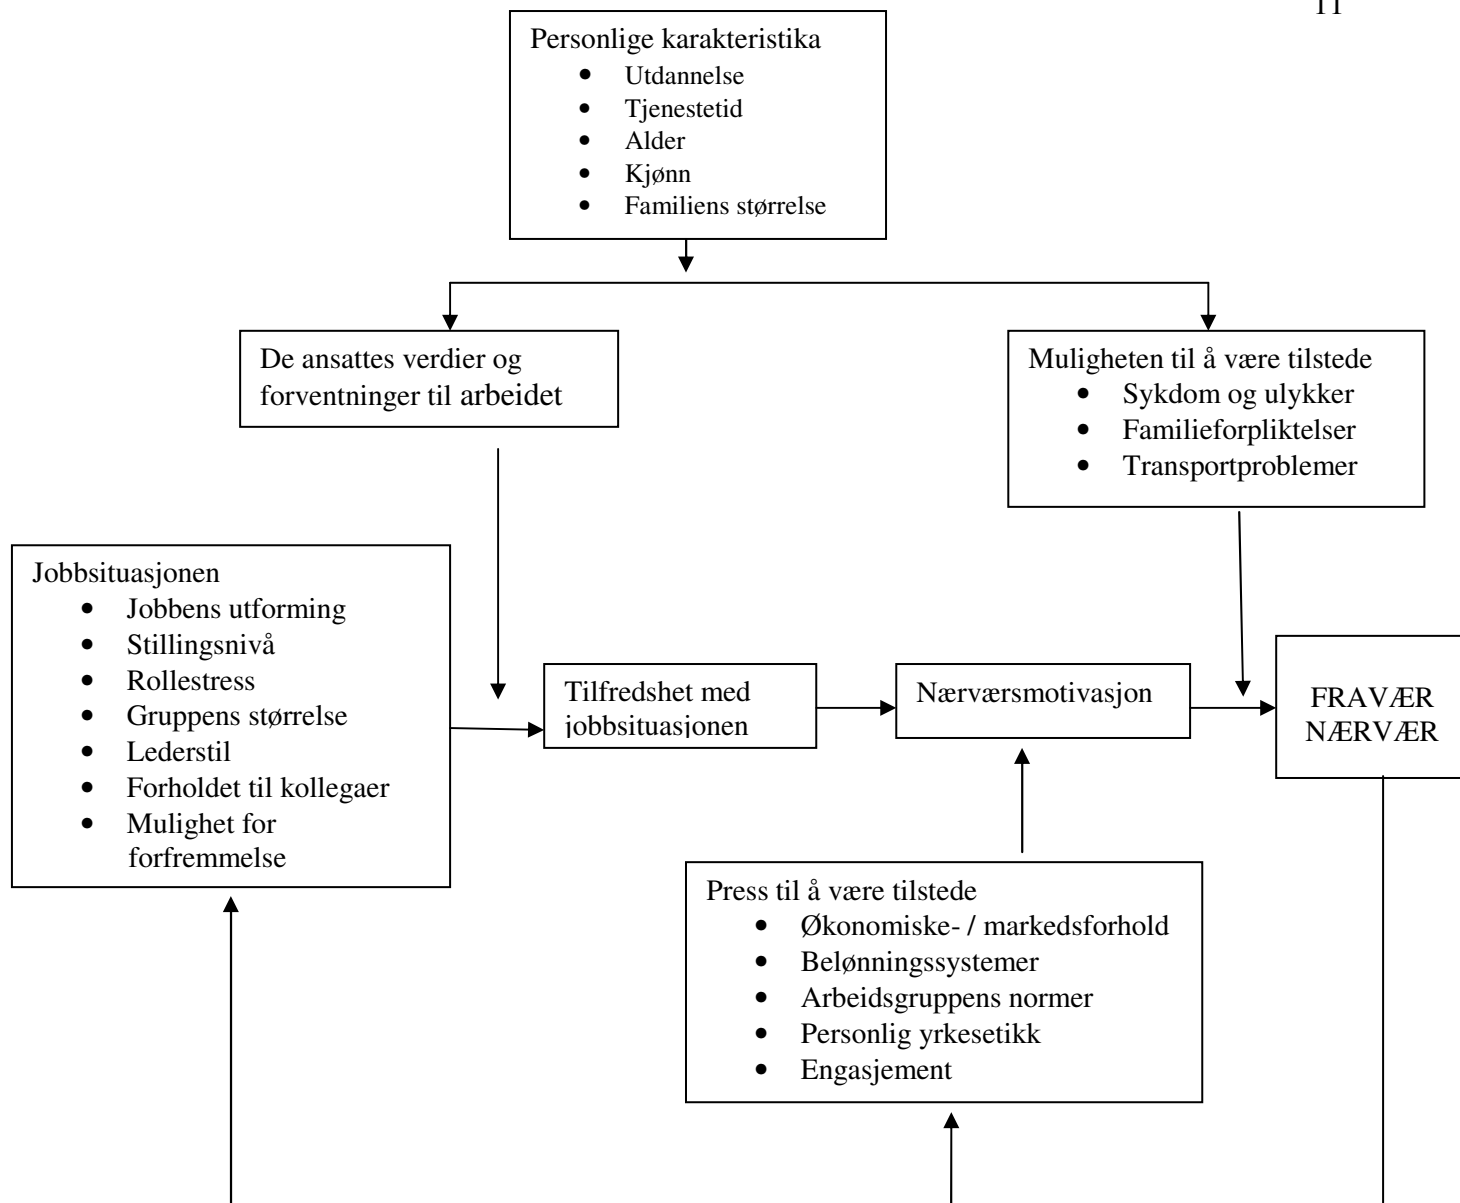 11
Personlige karakteristika
• Utdannelse
• Tjenestetid
• Alder
• Kjønn
• Familiens størrelse
De ansattes verdier og
forventninger til arbeidet
Muligheten til å være tilstede
• Sykdom og ulykker
• Familieforpliktelser
• Transportproblemer
Jobbsituasjonen
• Jobbens utforming
• Stillingsnivå
• Rollestress
• Gruppens størrelse
• Lederstil
• Forholdet til kollegaer
• Mulighet for
forfremmelse
Tilfredshet med
jobbsituasjonen
Nærværsmotivasjon
FRAVÆR
NÆRVÆR
Press til å være tilstede
• Økonomiske- / markedsforhold
• Belønningssystemer
• Arbeidsgruppens normer
• Personlig yrkesetikk
• Engasjement